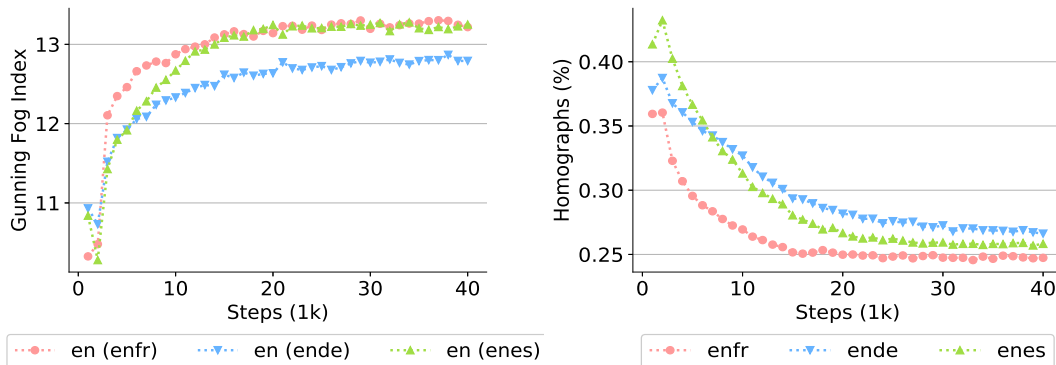 Gunning Fog Index
13
12
11
0 10 20 30 40
Steps (1k)
en (enfr) en (ende) en (enes)
Homographs (%)
0.40
0.35
0.30
0.25
0 10 20 30 40
Steps (1k)
enfr ende enes